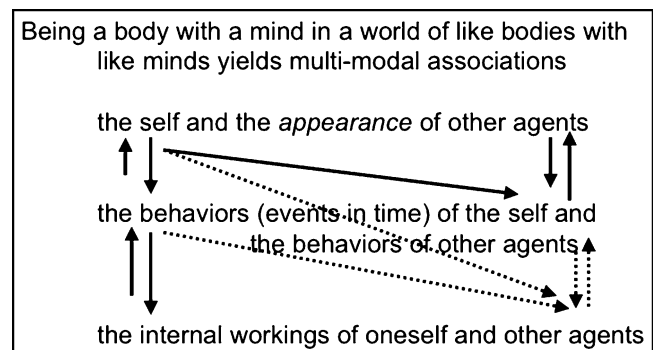 Being a body with a mind in a world of like bodies with
like minds yields multi-modal associations
the self and the appearance of other agents
the behaviors (events in time) of the self and
the behaviors of other agents
the internal workings of oneself and other agents